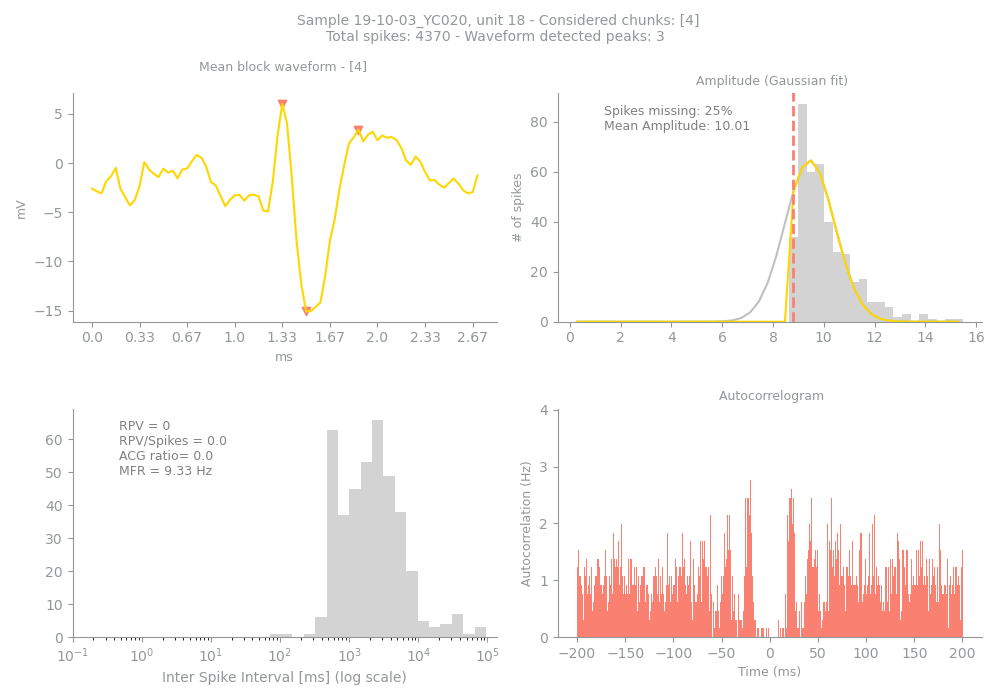 Sample 19-10-03_YC020, unit 18 - Considered chunks: [4]
Total spikes: 4370 - Waveform detected peaks: 3
Mean block waveform - [4]
5
0
−5
−10
−15
mV
0.0 0.33 0.67 1.0 1.33 1.67 2.0 2.33 2.67
ms
Amplitude (Gaussian fit)
Spikes missing: 25%
Mean Amplitude: 10.01
80
60
40
20
0
# of spikes
0 2 4 6 8 10 12 14 16
RPV = 0
RPV/Spikes = 0.0
ACG ratio= 0.0
MFR = 9.33 Hz
60
50
40
30
20
10
0
10⁻¹ 10⁰ 10¹ 10² 10³ 10⁴ 10⁵
Inter Spike Interval [ms] (log scale)
Autocorrelogram
4
3
2
1
0
Autocorrelation (Hz)
−200 −150 −100 −50 0 50 100 150 200
Time (ms)